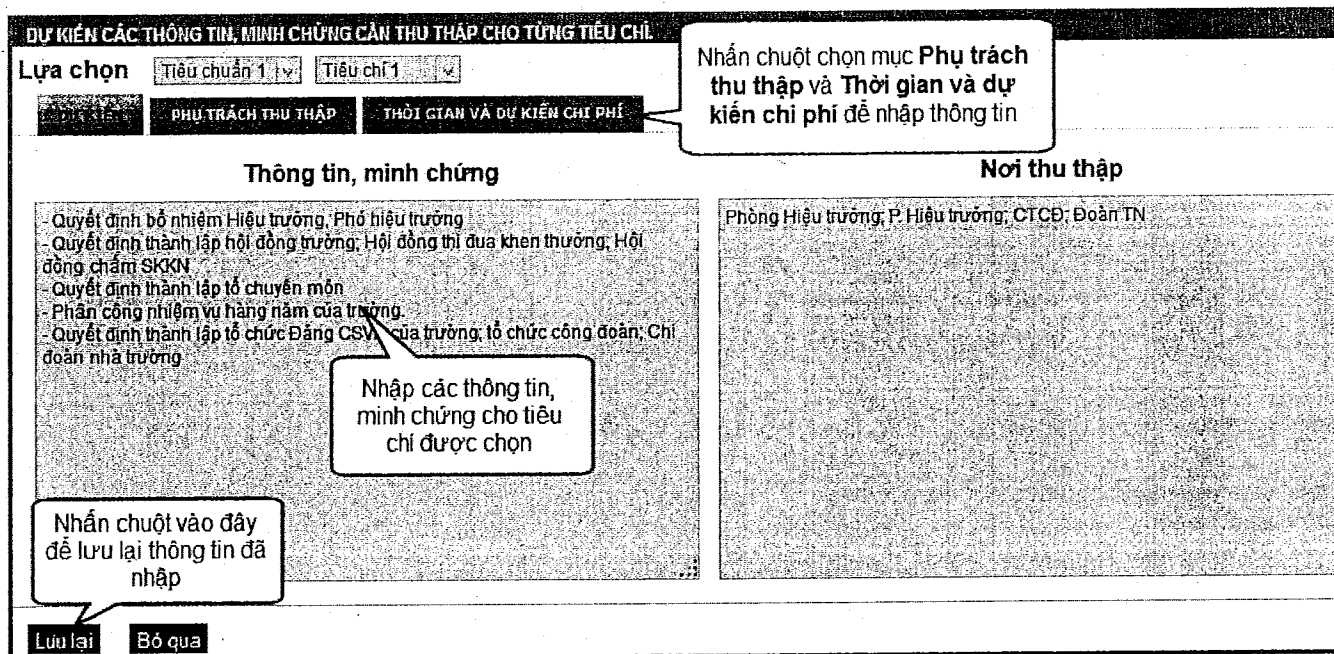 DỰ KIẾN CÁC THÔNG TIN, MINH CHỨNG CẦN THU THẬP CHO TỪNG TIÊU CHÍ.
Lựa chọn Tiêu chuẩn 1 Tiêu chí 1
DỰ KIẾN PHỤ TRÁCH THU THẬP THỜI GIAN VÀ DỰ KIẾN CHI PHÍ
Nhấn chuột chọn mục Phụ trách
thu thập và Thời gian và dự
kiến chi phí để nhập thông tin
Thông tin, minh chứng
- Quyết định bổ nhiệm Hiệu trưởng, Phó hiệu trưởng
- Quyết định thành lập hội đồng trường; Hội đồng thi đua khen thưởng; Hội
đồng chấm SKKN
- Quyết định thành lập tổ chuyên môn
- Phân công nhiệm vụ hàng năm của trường.
- Quyết định thành lập tổ chức Đảng của trường; tổ chức công đoàn; Chi
đoàn nhà trường
Nơi thu thập
Phòng Hiệu trưởng; P. Hiệu trưởng; CTCĐ; Đoàn TN
Nhập các thông tin,
minh chứng cho tiêu
chí được chọn
Nhấn chuột vào đây
để lưu lại thông tin đã
nhập
Lưu lại Bỏ qua